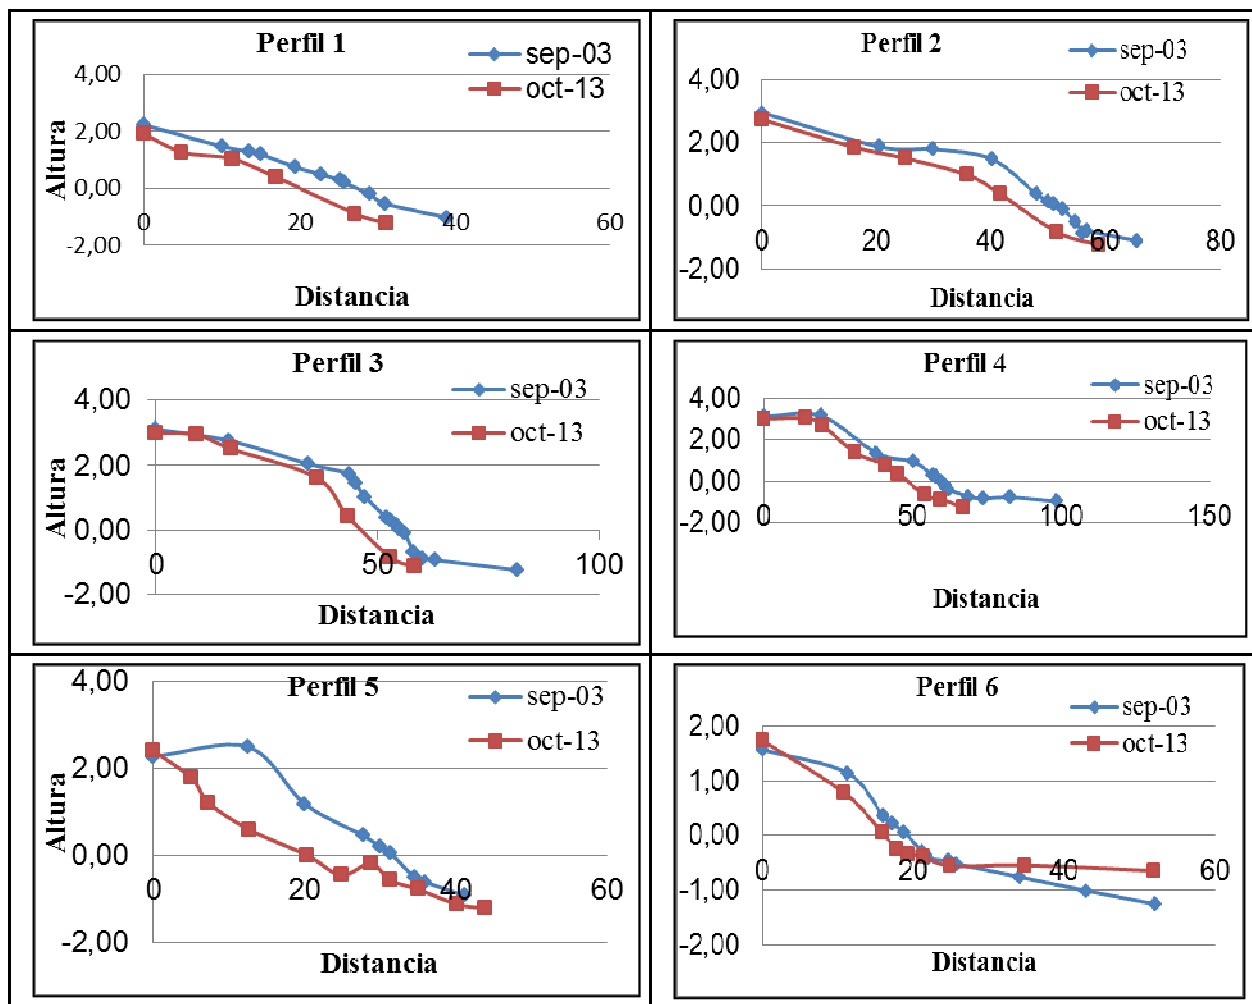 Perfil 1
sep-03
oct-13
4,00
2,00
0,00
-2,00
0
20
40
60
Altura
Distancia
Perfil 2
sep-03
oct-13
4,00
2,00
0,00
-2,00
0
20
40
60
80
Distancia
Perfil 3
sep-03
oct-13
4,00
2,00
0,00
-2,00
0
50
100
Altura
Distancia
Perfil 4
sep-03
oct-13
4,00
2,00
0,00
-2,00
0
50
100
150
Distancia
Perfil 5
sep-03
oct-13
4,00
2,00
0,00
-2,00
0
20
40
60
Altura
Distancia
Perfil 6
sep-03
oct-13
2,00
1,00
0,00
-1,00
-2,00
0
20
40
60
Distancia